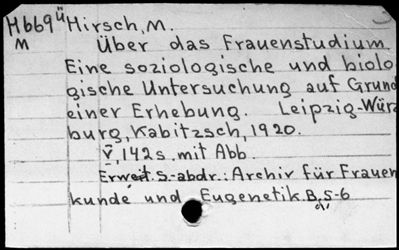 H669ü Hirsch, M.
M
Über das Frauenstudium
Eine soziologische und biolo
gische Untersuchung auf Grund
einer Erhebung. Leipzig-Würz
burg, Kabitzsch, 1920.
V, 142 s. mit Abb.
Erweit. S.-abdr.: Archiv für Frauen
kunde und Eugenetik. B, 5-6